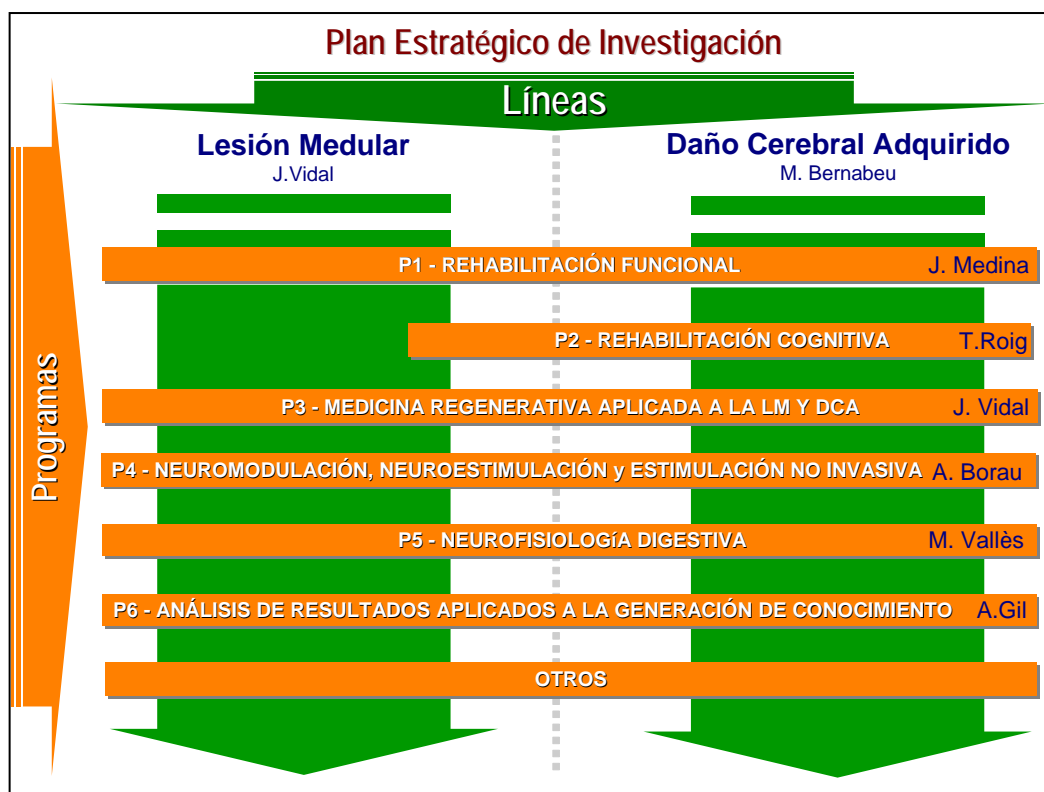 Plan Estratégico de Investigación
Líneas
Lesión Medular
J.Vidal
Daño Cerebral Adquirido
M. Bernabeu
Programas
P1 - REHABILITACIÓN FUNCIONAL J. Medina
P2 - REHABILITACIÓN COGNITIVA T.Roig
P3 - MEDICINA REGENERATIVA APLICADA A LA LM Y DCA J. Vidal
P4 - NEUROMODULACIÓN, NEUROESTIMULACIÓN y ESTIMULACIÓN NO INVASIVA A. Borau
P5 - NEUROFISIOLOGíA DIGESTIVA M. Vallès
P6 - ANÁLISIS DE RESULTADOS APLICADOS A LA GENERACIÓN DE CONOCIMIENTO A.Gil
OTROS